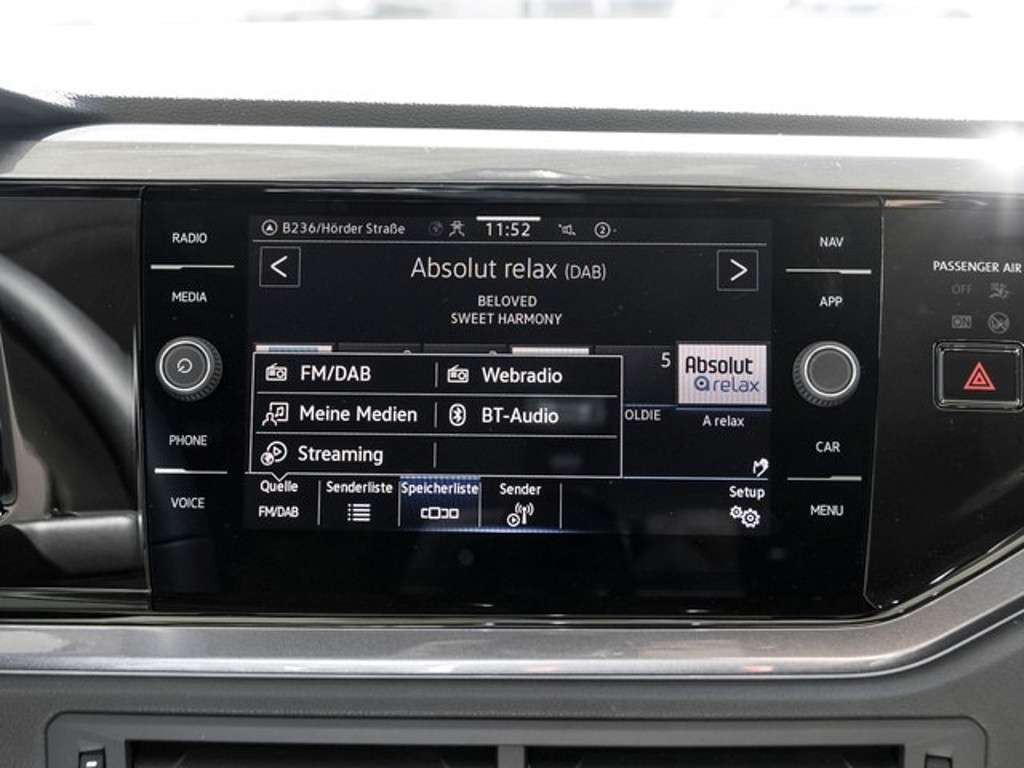 RADIO
MEDIA
PHONE
VOICE
B236/Hörder Straße
11:52
2
Absolut relax (DAB)
BELOVED
SWEET HARMONY
FM/DAB
Webradio
Meine Medien
BT-Audio
Streaming
OLDIE
5
Absolut
relax
A relax
Quelle
FM/DAB
Senderliste
Speicherliste
Sender
Setup
NAV
APP
CAR
MENU
PASSENGER AIR
OFF
ON